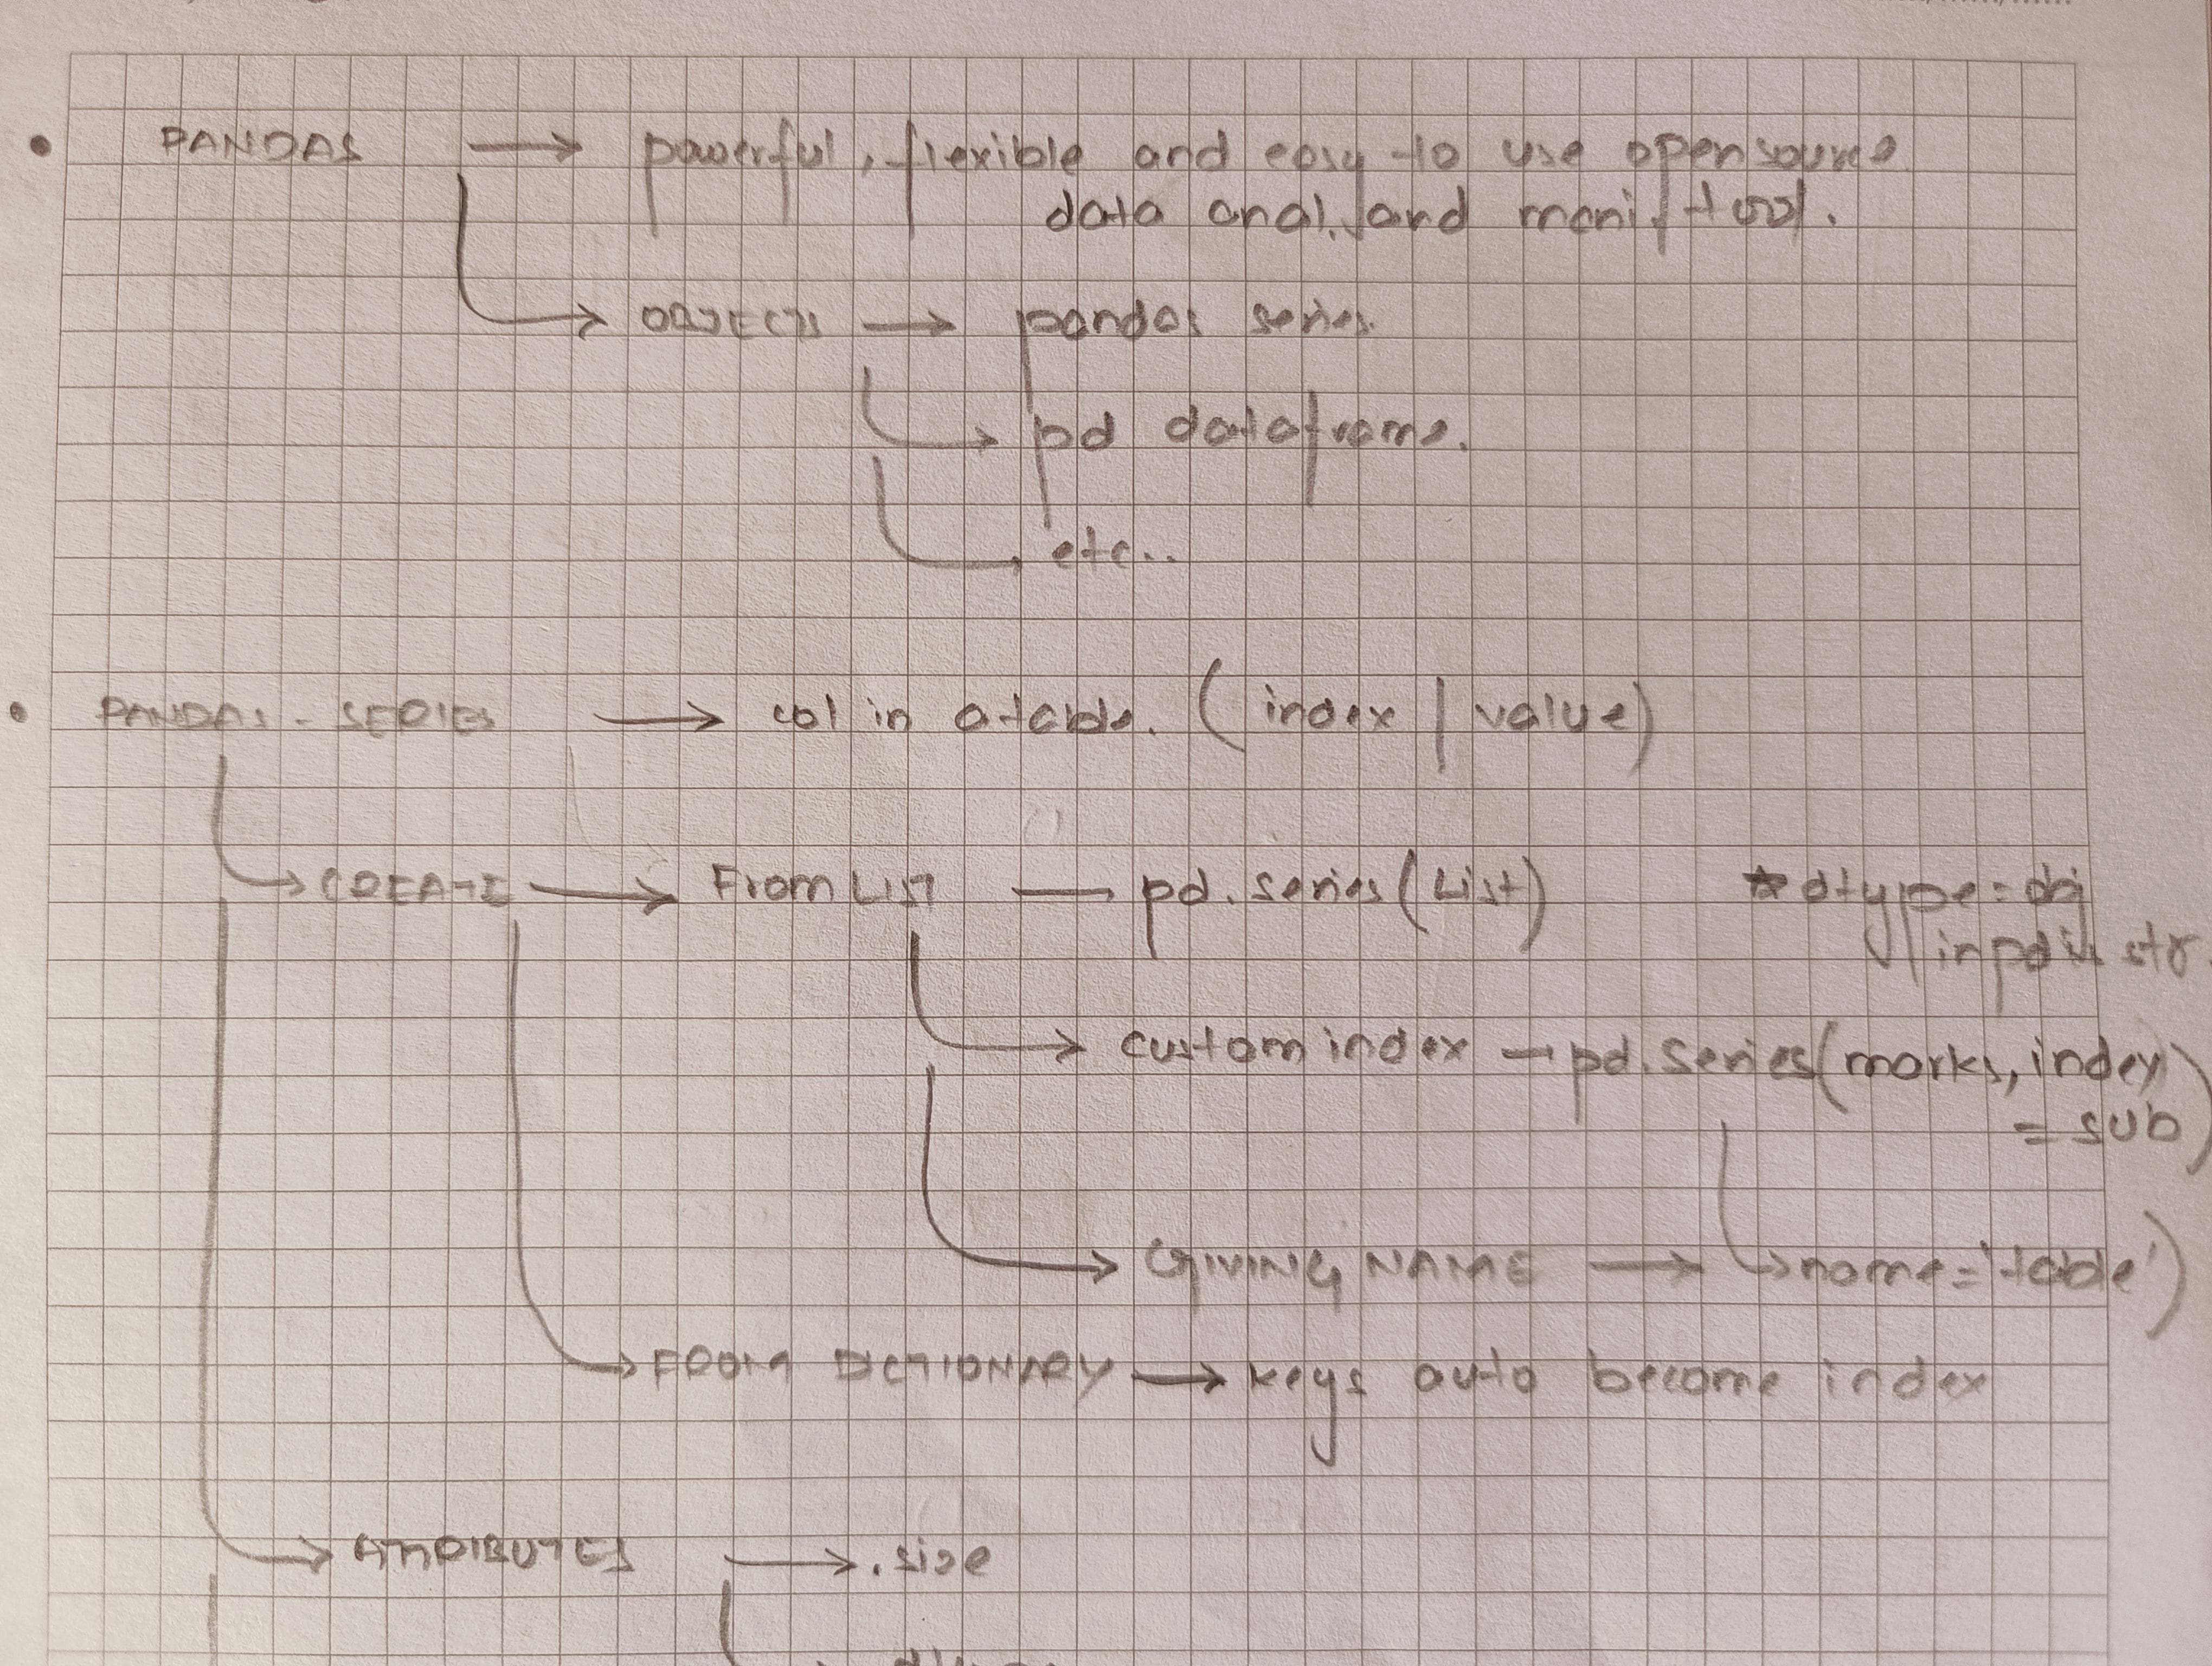 PANDAS → powerful, flexible and easy to use opensource
data anal. and mani. tool.
OBJECTS → pandas series.
pd dataframe.
etc..
PANDAS - SERIES → col in a table. (index | value)
CREATE → From LIST — pd. series (List)
* dtype = obj
in pd is str.
custom index → pd. series (marks, index
= sub)
GIVING NAME → name = 'table')
FROM DICTIONARY → keys auto become index
ATTRIBUTES → .size